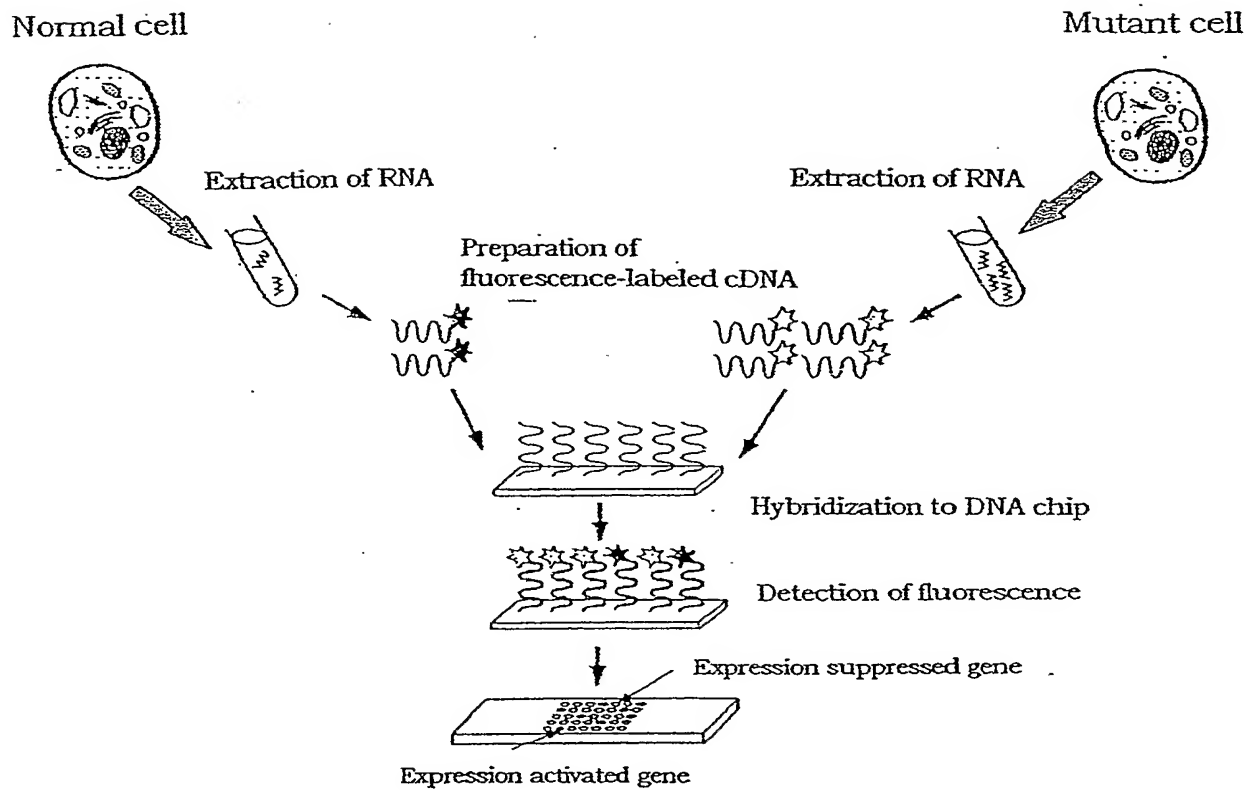 Normal cell
Mutant cell
Extraction of RNA
Extraction of RNA
Preparation of
fluorescence-labeled cDNA
Hybridization to DNA chip
Detection of fluorescence
Expression suppressed gene
Expression activated gene